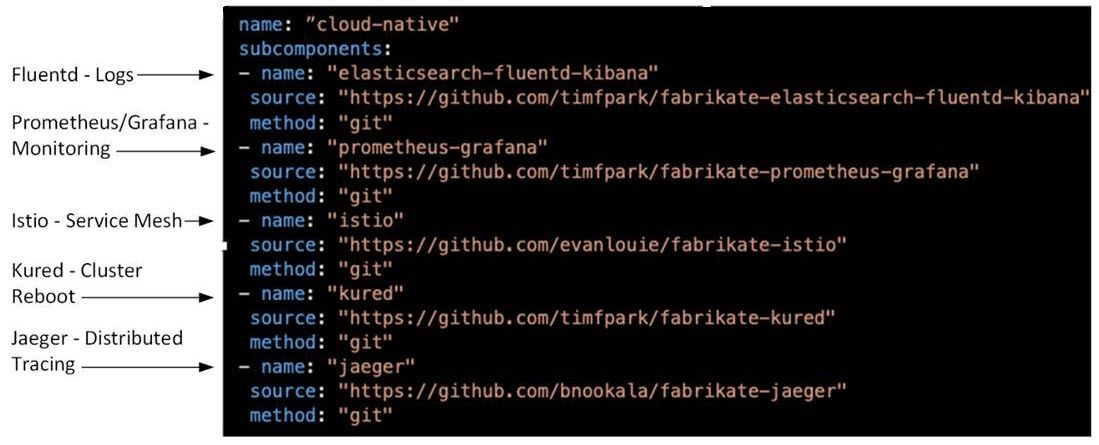 name: ”cloud-native"
subcomponents:
Fluentd - Logs
- name: "elasticsearch-fluentd-kibana"
source: "https://github.com/timfpark/fabrikate-elasticsearch-fluentd-kibana"
Prometheus/Grafana -
method: "git"
Monitoring
- name: "prometheus-grafana"
source: "https://github.com/timfpark/fabrikate-prometheus-grafana"
method: "git"
Istio - Service Mesh
- name: "istio"
source: "https://github.com/evanlouie/fabrikate-istio"
Kured - Cluster
method: "git"
Reboot
- name: "kured"
source: "https://github.com/timfpark/fabrikate-kured"
Jaeger - Distributed
method: "git"
Tracing
- name: "jaeger"
source: "https://github.com/bnookala/fabrikate-jaeger"
method: "git"